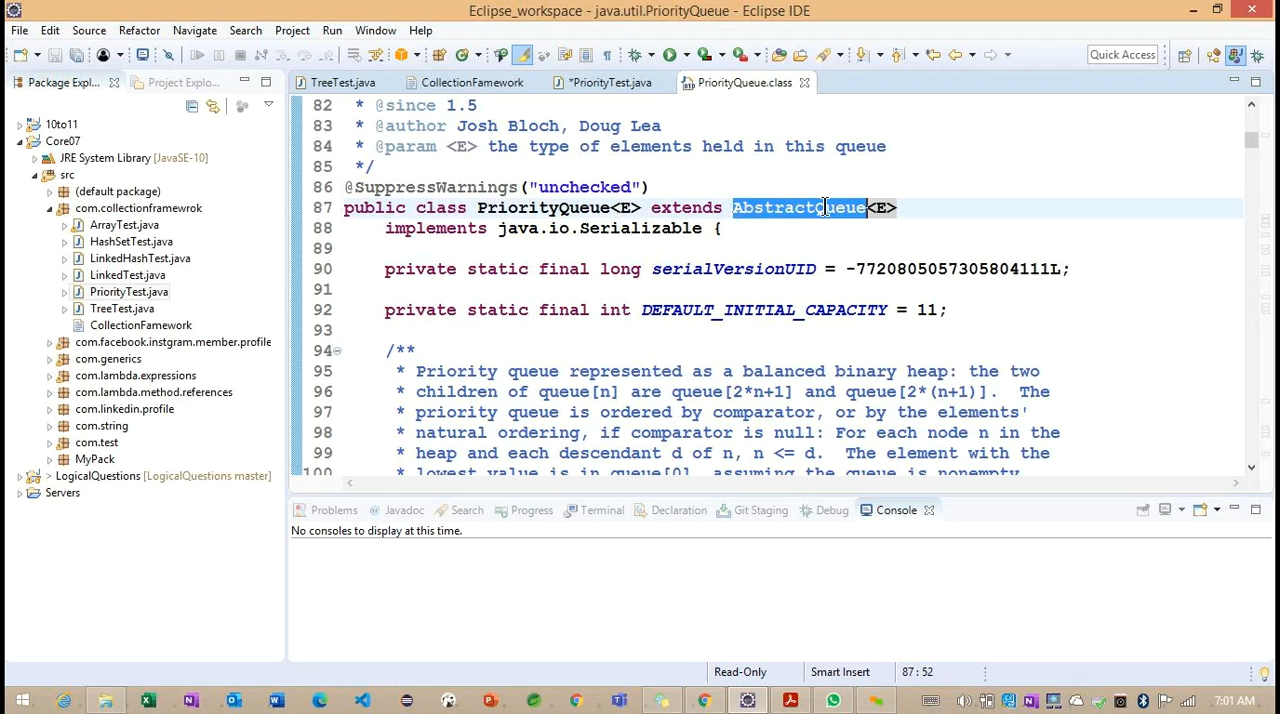 Eclipse_workspace - java.util.PriorityQueue - Eclipse IDE
File Edit Source Refactor Navigate Search Project Run Window Help
Quick Access
Package Expl... Project Explo...
TreeTest.java CollectionFamework *PriorityTest.java PriorityQueue.class
10to11
Core07
JRE System Library [JavaSE-10]
src
(default package)
com.collectionframewrok
ArrayTest.java
HashSetTest.java
LinkedHashTest.java
LinkedTest.java
PriorityTest.java
TreeTest.java
CollectionFamework
com.facebook.instgram.member.profile
com.generics
com.lambda.expressions
com.lambda.method.references
com.linkedin.profile
com.string
com.test
MyPack
> LogicalQuestions [LogicalQuestions master]
Servers
82 * @since 1.5
83 * @author Josh Bloch, Doug Lea
84 * @param <E> the type of elements held in this queue
85 */
86 @SuppressWarnings("unchecked")
87 public class PriorityQueue<E> extends AbstractQueue<E>
88 implements java.io.Serializable {
89
90 private static final long serialVersionUID = -7720805057305804111L;
91
92 private static final int DEFAULT_INITIAL_CAPACITY = 11;
93
94 /**
95 * Priority queue represented as a balanced binary heap: the two
96 * children of queue[n] are queue[2*n+1] and queue[2*(n+1)]. The
97 * priority queue is ordered by comparator, or by the elements'
98 * natural ordering, if comparator is null: For each node n in the
99 * heap and each descendant d of n, n <= d. The element with the
100 * lowest value is in queue[0], assuming the queue is nonempty
Problems Javadoc Search Progress Terminal Declaration Git Staging Debug Console
No consoles to display at this time.
Read-Only Smart Insert 87 : 52
7:01 AM